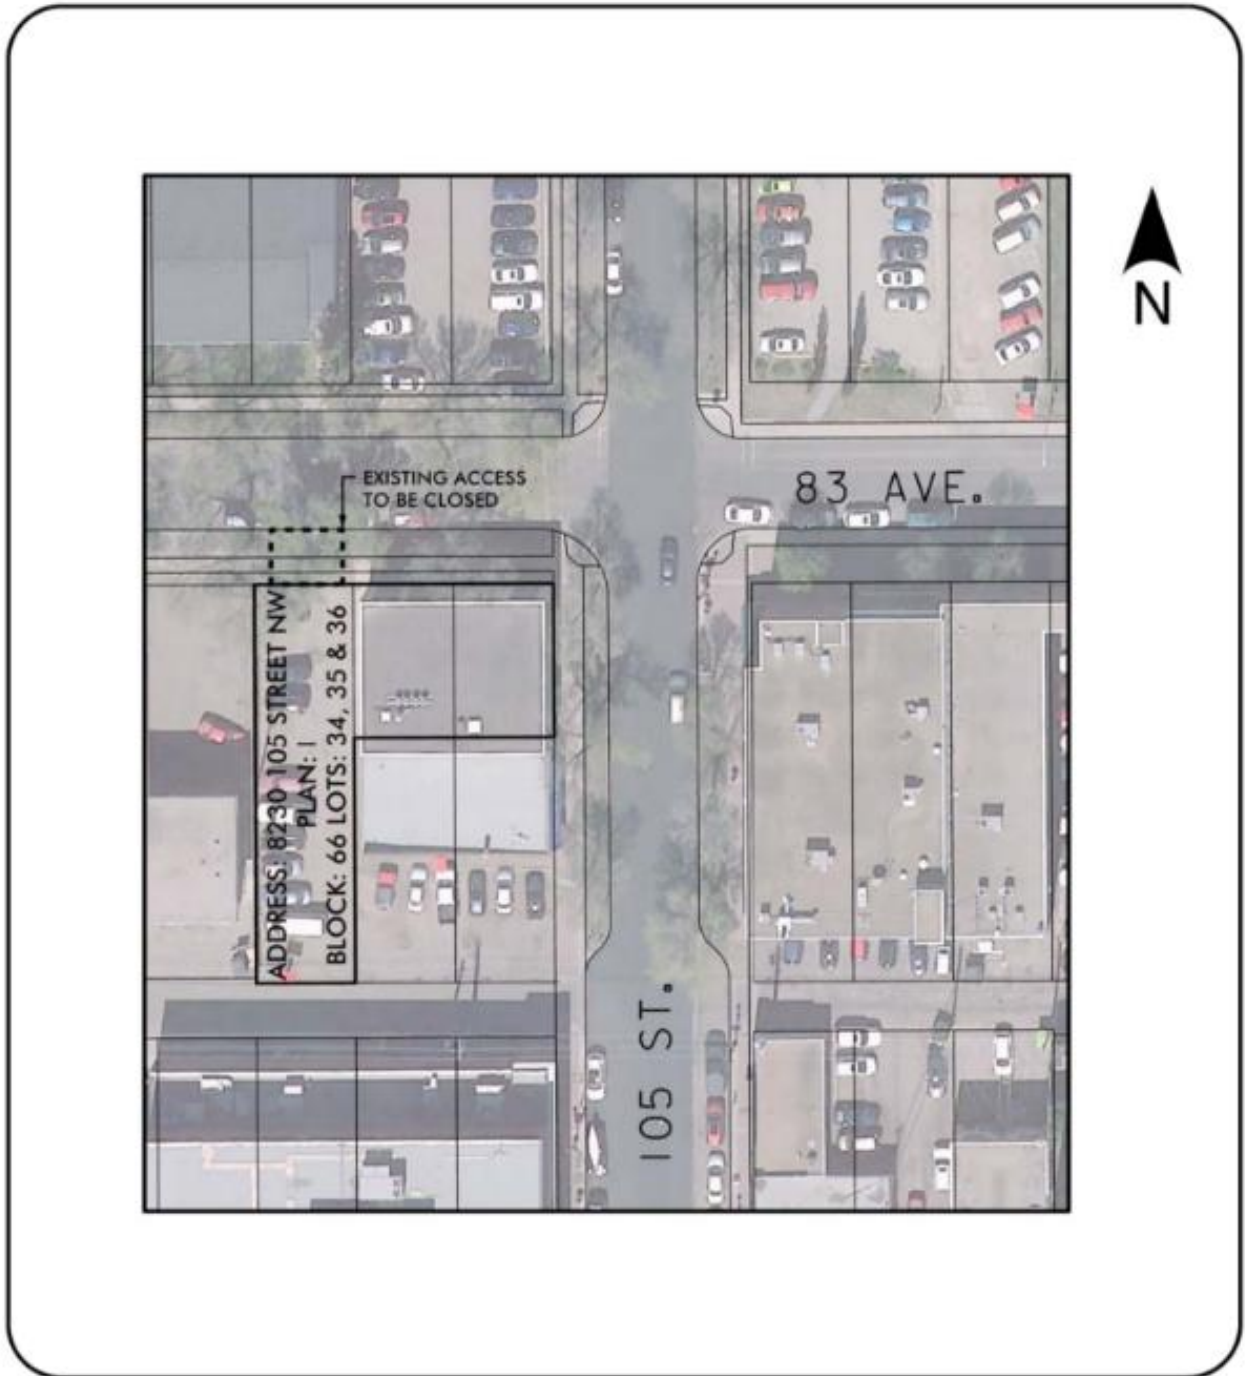 N
EXISTING ACCESS
TO BE CLOSED
83 AVE.
ADDRESS: 8230 105 STREET NW
PLAN: I
BLOCK: 66 LOTS: 34, 35 & 36
105 ST.